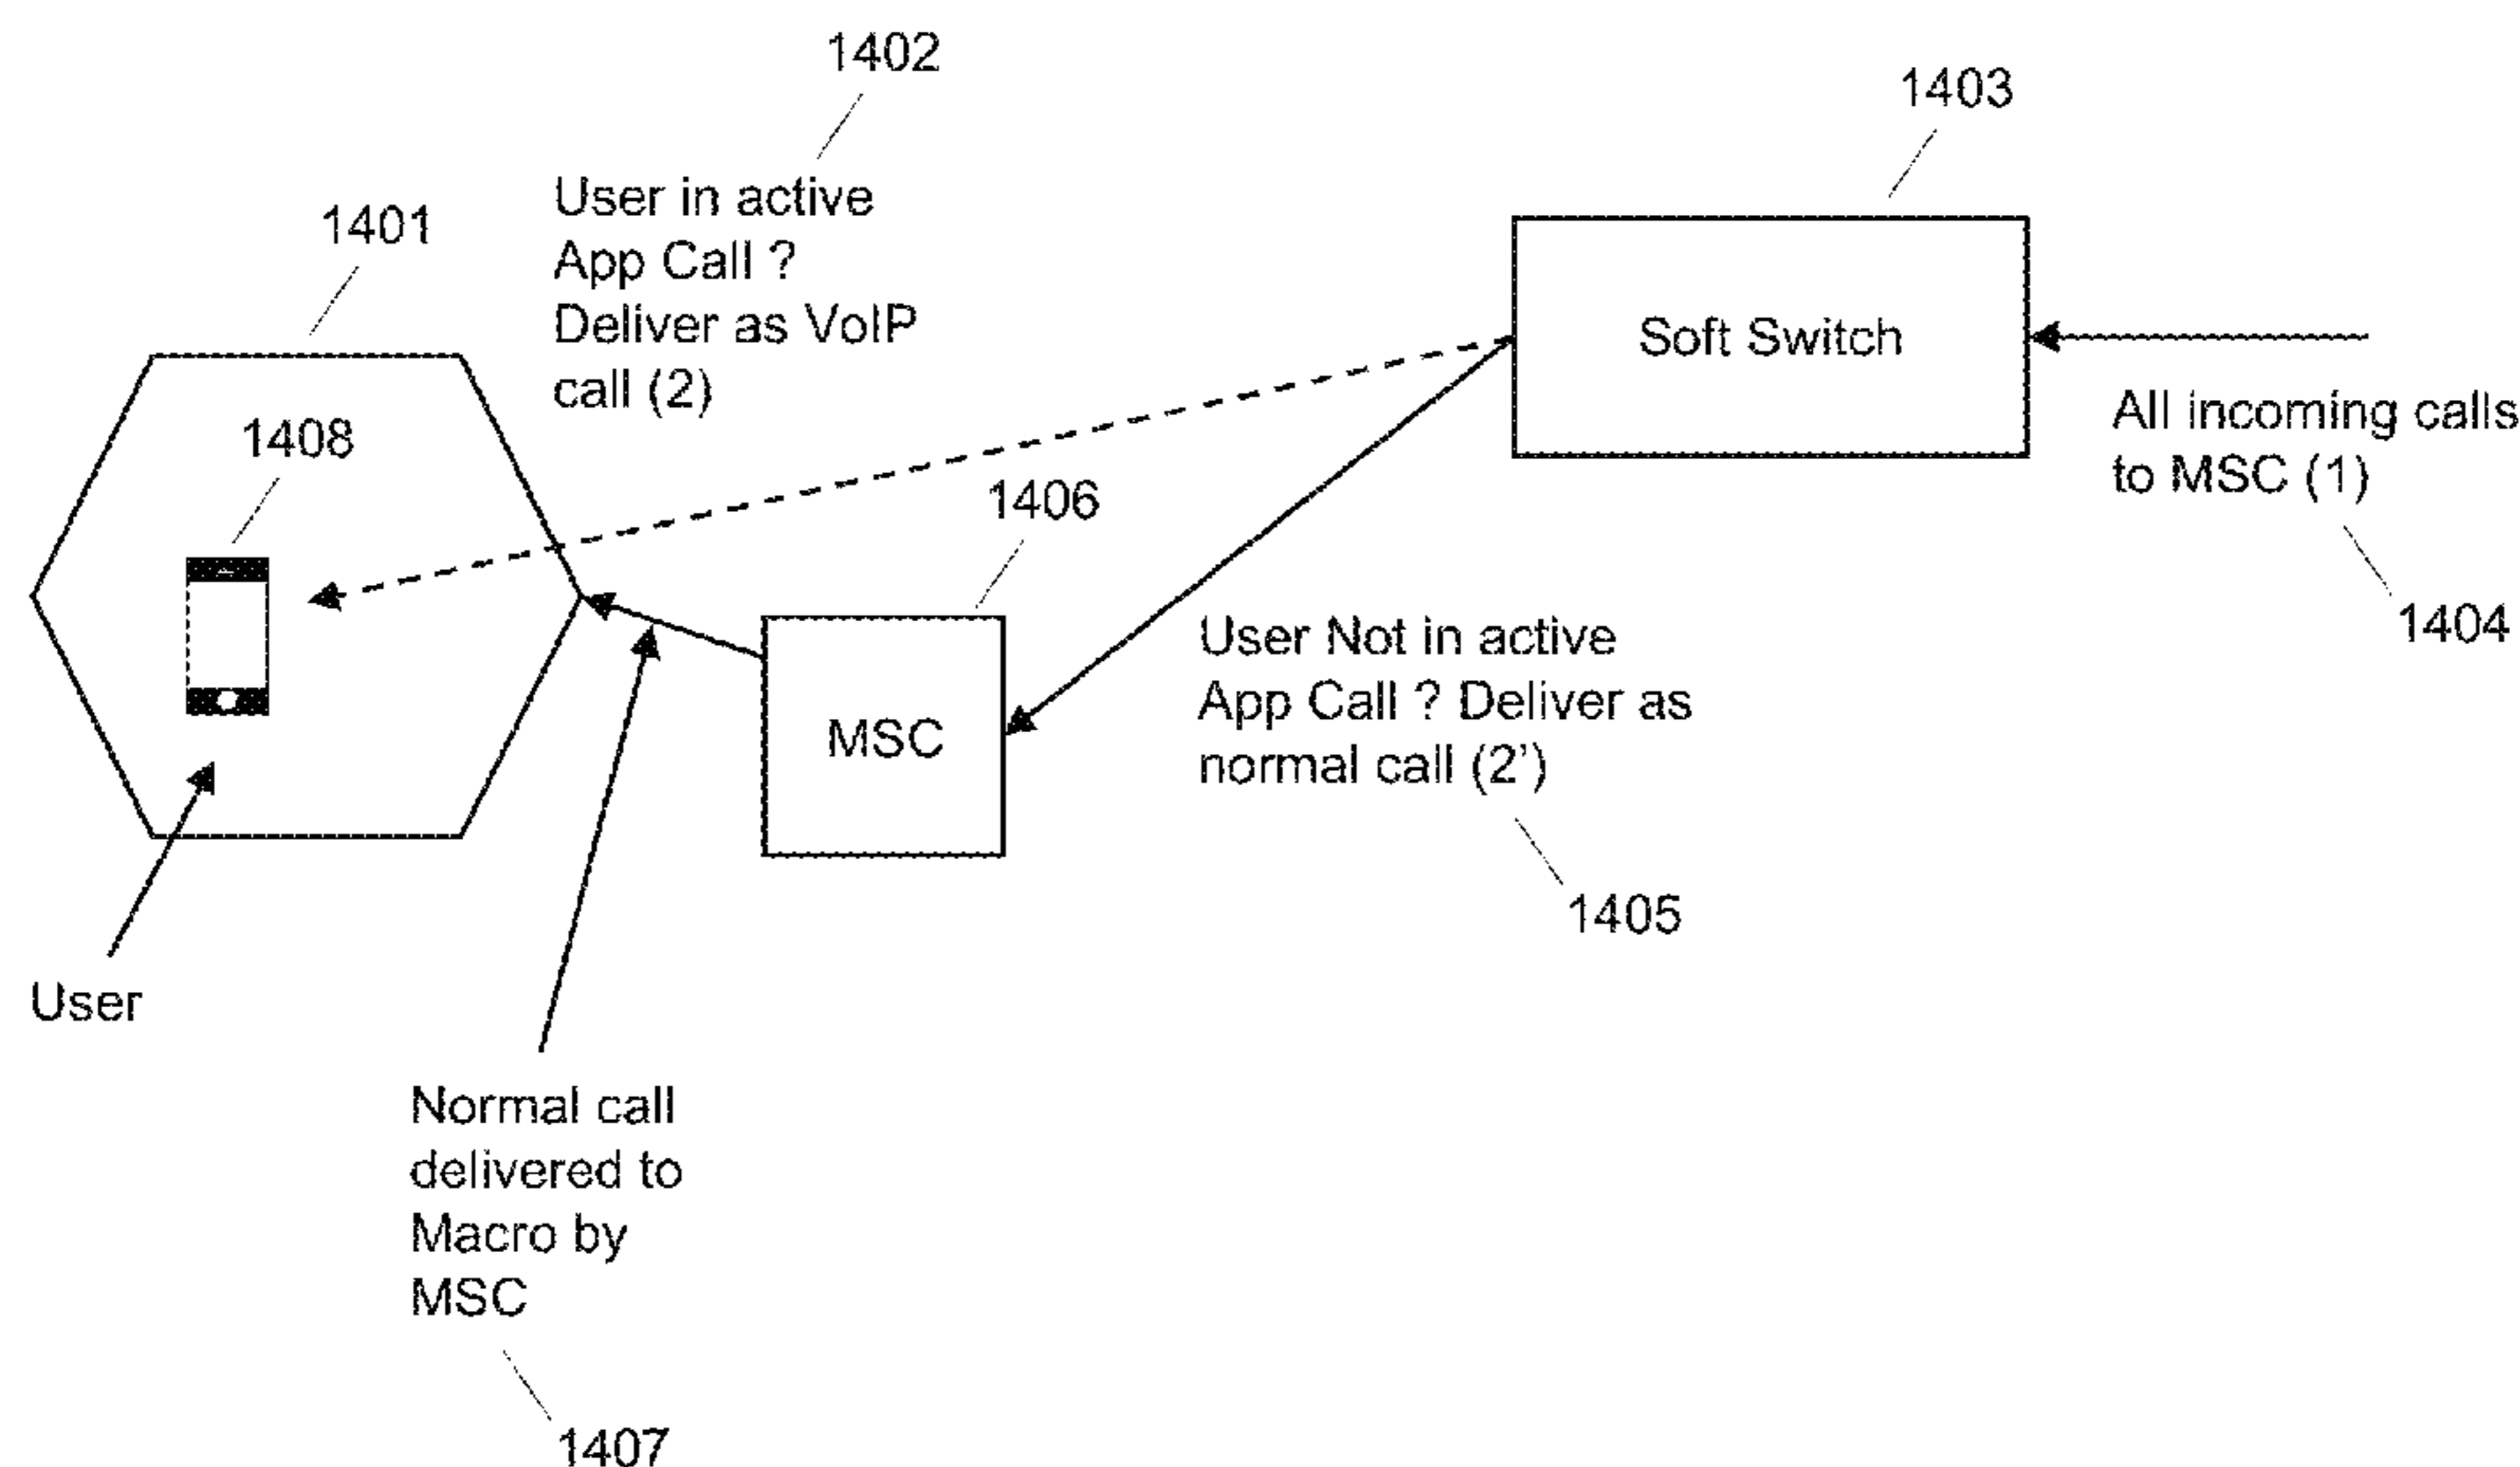 1402
1403
1401
User in active
App Call ?
Deliver as VoIP
call (2)
Soft Switch
All incoming calls
to MSC (1)
1404
1408
1406
User Not in active
App Call ? Deliver as
normal call (2')
1405
MSC
User
Normal call
delivered to
Macro by
MSC
1407